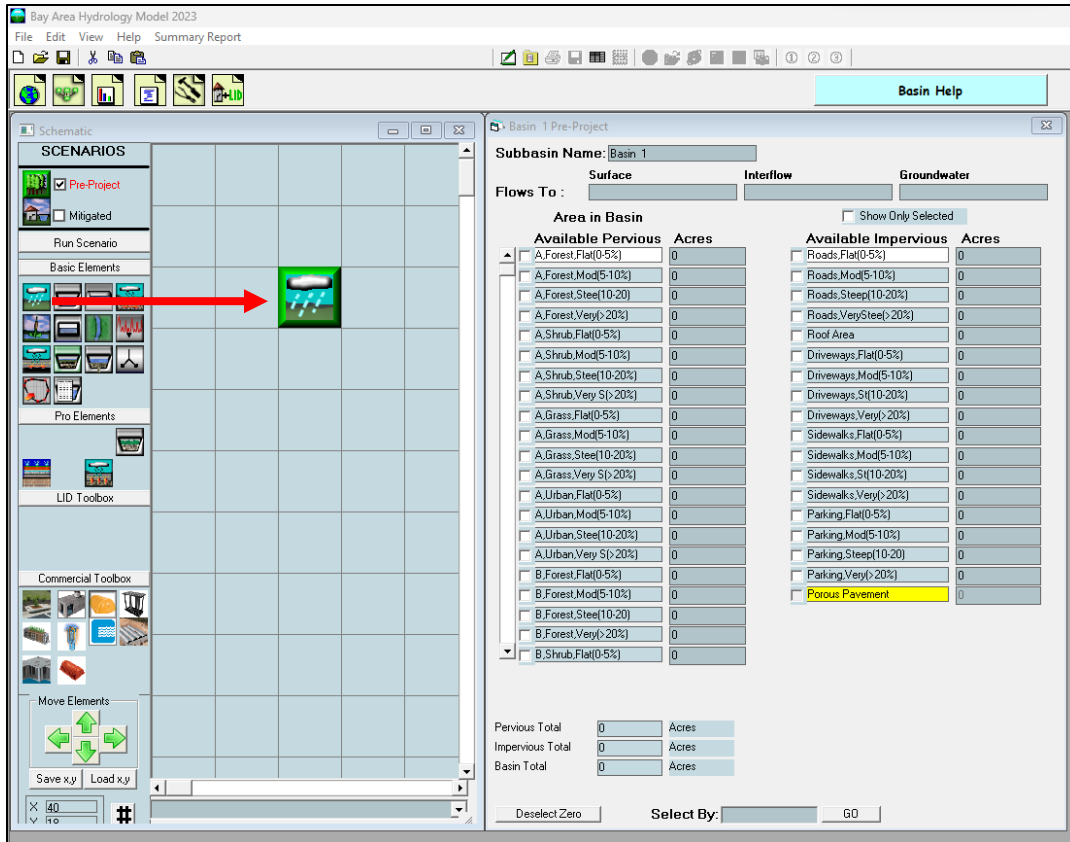 Bay Area Hydrology Model 2023
File Edit View Help Summary Report
① ② ③
+LID
Basin Help
Schematic
SCENARIOS
Pre-Project
Mitigated
Run Scenario
Basic Elements
Pro Elements
LID Toolbox
Commercial Toolbox
Move Elements
Save x,y Load x,y
X 40
Y 19
#
Basin 1 Pre-Project
Subbasin Name: Basin 1
Surface Interflow Groundwater
Flows To :
Area in Basin Show Only Selected
Available Pervious Acres Available Impervious Acres
A,Forest,Flat(0-5%) 0 Roads,Flat(0-5%) 0
A,Forest,Mod(5-10%) 0 Roads,Mod(5-10%) 0
A,Forest,Stee(10-20) 0 Roads,Steep(10-20%) 0
A,Forest,Very(>20%) 0 Roads,VeryStee(>20%) 0
A,Shrub,Flat(0-5%) 0 Roof Area 0
A,Shrub,Mod(5-10%) 0 Driveways,Flat(0-5%) 0
A,Shrub,Stee(10-20%) 0 Driveways,Mod(5-10%) 0
A,Shrub,Very S(>20%) 0 Driveways,St(10-20%) 0
A,Grass,Flat(0-5%) 0 Driveways,Very(>20%) 0
A,Grass,Mod(5-10%) 0 Sidewalks,Flat(0-5%) 0
A,Grass,Stee(10-20%) 0 Sidewalks,Mod(5-10%) 0
A,Grass,Very S(>20%) 0 Sidewalks,St(10-20%) 0
A,Urban,Flat(0-5%) 0 Sidewalks,Very(>20%) 0
A,Urban,Mod(5-10%) 0 Parking,Flat(0-5%) 0
A,Urban,Stee(10-20%) 0 Parking,Mod(5-10%) 0
A,Urban,Very S(>20%) 0 Parking,Steep(10-20) 0
B,Forest,Flat(0-5%) 0 Parking,Very(>20%) 0
B,Forest,Mod(5-10%) 0 Porous Pavement 0
B,Forest,Stee(10-20) 0
B,Forest,Very(>20%) 0
B,Shrub,Flat(0-5%) 0
Pervious Total 0 Acres
Impervious Total 0 Acres
Basin Total 0 Acres
Deselect Zero Select By: GO